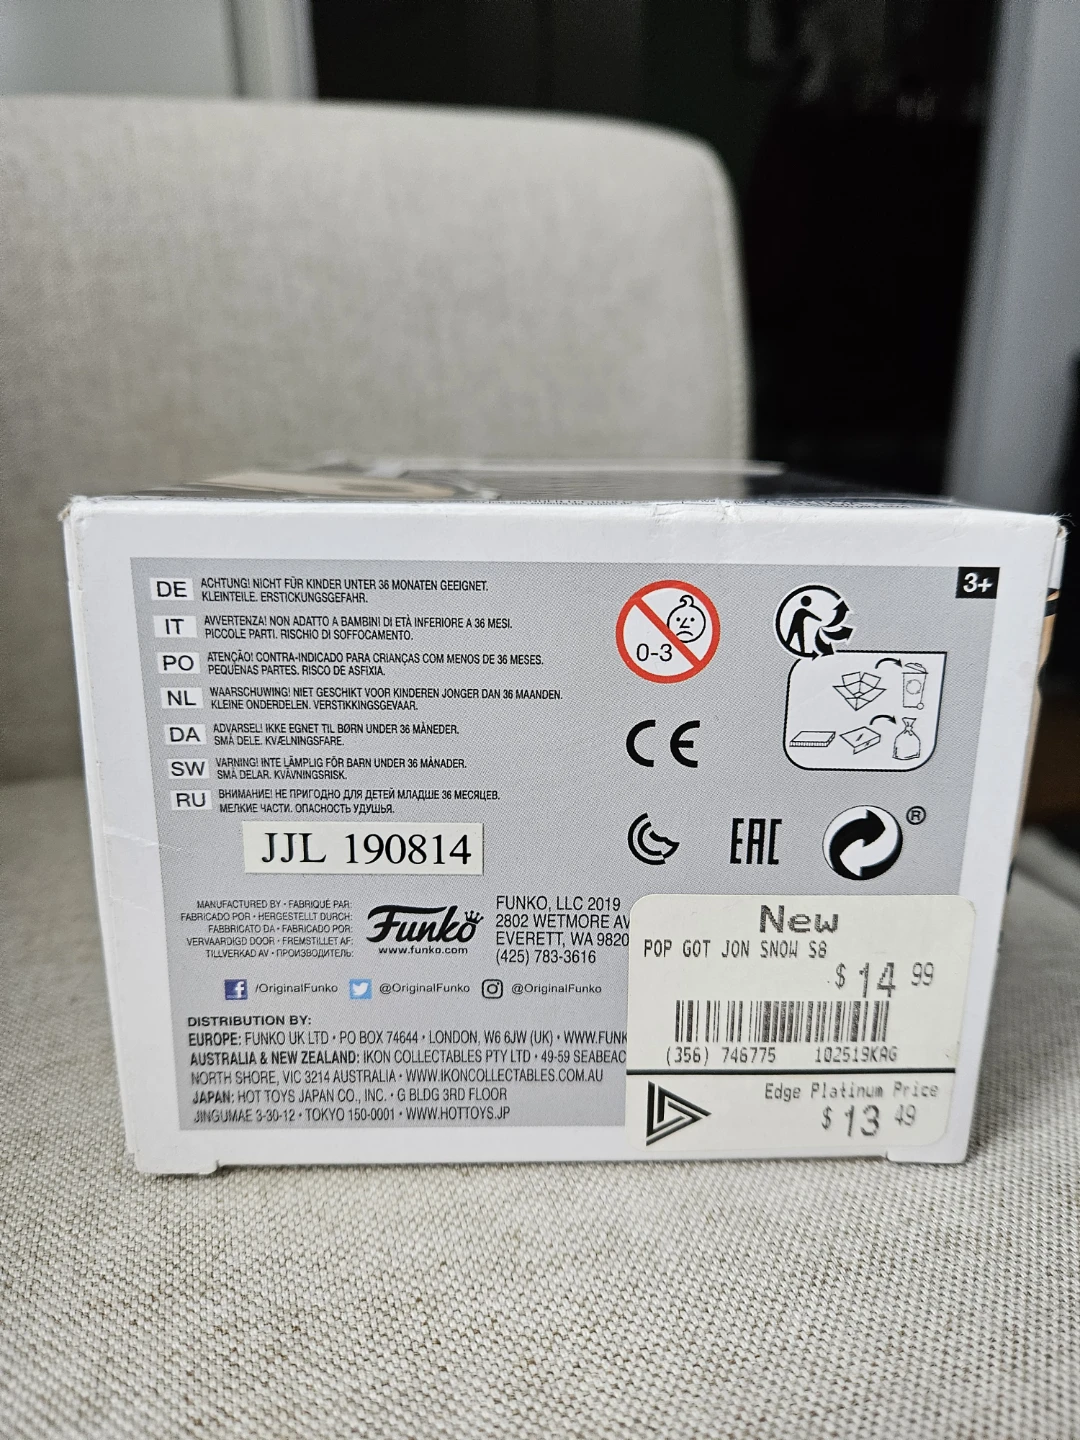 3+
DE ACHTUNG! NICHT FÜR KINDER UNTER 36 MONATEN GEEIGNET.
KLEINTEILE. ERSTICKUNGSGEFAHR.
IT AVVERTENZA! NON ADATTO A BAMBINI DI ETÀ INFERIORE A 36 MESI.
PICCOLE PARTI. RISCHIO DI SOFFOCAMENTO.
PO ATENÇÃO! CONTRA-INDICADO PARA CRIANÇAS COM MENOS DE 36 MESES.
PEQUENAS PARTES. RISCO DE ASFIXIA.
NL WAARSCHUWING! NIET GESCHIKT VOOR KINDEREN JONGER DAN 36 MAANDEN.
KLEINE ONDERDELEN. VERSTIKKINGSGEVAAR.
DA ADVARSEL! IKKE EGNET TIL BØRN UNDER 36 MÅNEDER.
SMÅ DELE. KVÆLNINGSFARE.
SW VARNING! INTE LÄMPLIG FÖR BARN UNDER 36 MÅNADER.
SMÅ DELAR. KVÄVNINGSRISK.
RU ВНИМАНИЕ! НЕ ПРИГОДНО ДЛЯ ДЕТЕЙ МЛАДШЕ 36 МЕСЯЦЕВ.
МЕЛКИЕ ЧАСТИ. ОПАСНОСТЬ УДУШЬЯ.
0-3
CE
EAC
®
JJL 190814
MANUFACTURED BY • FABRIQUÉ PAR:
FABRICADO POR • HERGESTELLT DURCH:
FABBRICATO DA • FABRICADO POR:
VERVAARDIGD DOOR • FREMSTILLET AF:
TILLVERKAD AV • ПРОИЗВОДИТЕЛЬ:
Funko
www.funko.com
FUNKO, LLC 2019
2802 WETMORE AV
EVERETT, WA 9820
(425) 783-3616
/OriginalFunko @OriginalFunko @OriginalFunko
DISTRIBUTION BY:
EUROPE: FUNKO UK LTD • PO BOX 74644 • LONDON, W6 6JW (UK) • WWW.FUNK
AUSTRALIA & NEW ZEALAND: IKON COLLECTABLES PTY LTD • 49-59 SEABEAC
NORTH SHORE, VIC 3214 AUSTRALIA • WWW.IKONCOLLECTABLES.COM.AU
JAPAN: HOT TOYS JAPAN CO., INC. • G BLDG 3RD FLOOR
JINGUMAE 3-30-12 • TOKYO 150-0001 • WWW.HOTTOYS.JP
New
POP GOT JON SNOW S8
$ 14 99
(356) 746775 102519KAG
Edge Platinum Price
$ 13 49